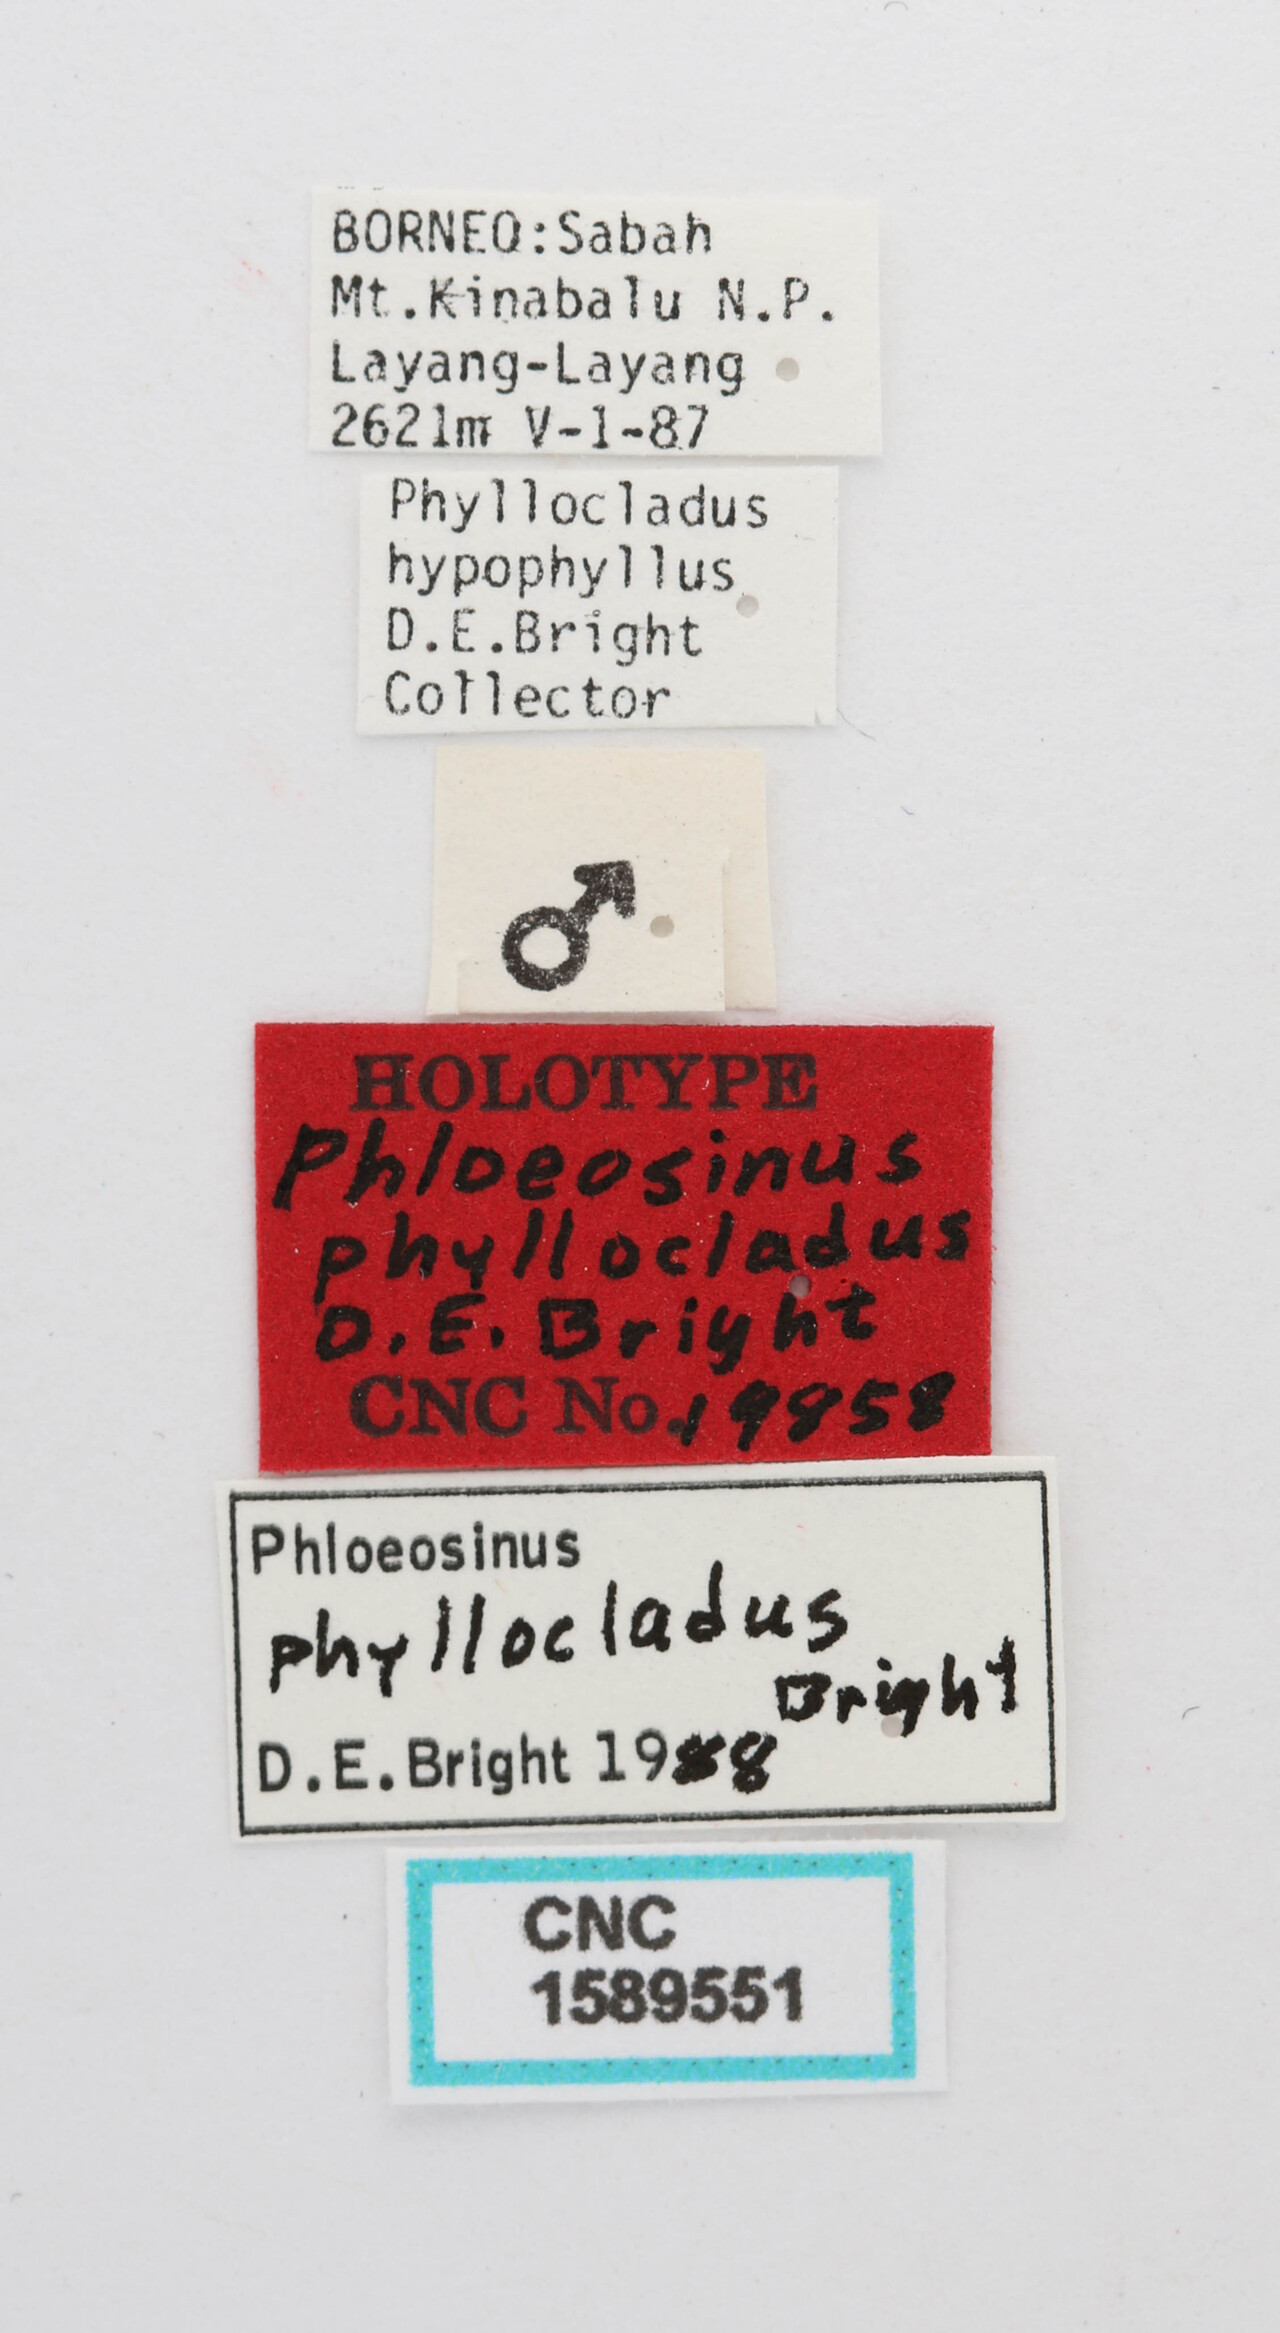 BORNEO:Sabah
Mt.Kinabalu N.P.
Layang-Layang
2621m V-1-87
Phyllocladus
hypophyllus
D.E.Bright
Collector
♂
HOLOTYPE
Phloeosinus
phyllocladus
D.E.Bright
CNC No.19858
Phloeosinus
phyllocladus
Bright
D.E.Bright 1988
CNC
1589551